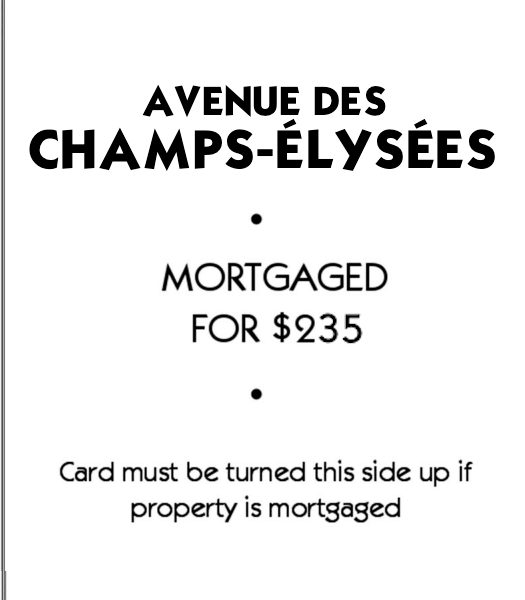 AVENUE DES
CHAMPS-ÉLYSÉES
•
MORTGAGED
FOR $235
•
Card must be turned this side up if
property is mortgaged